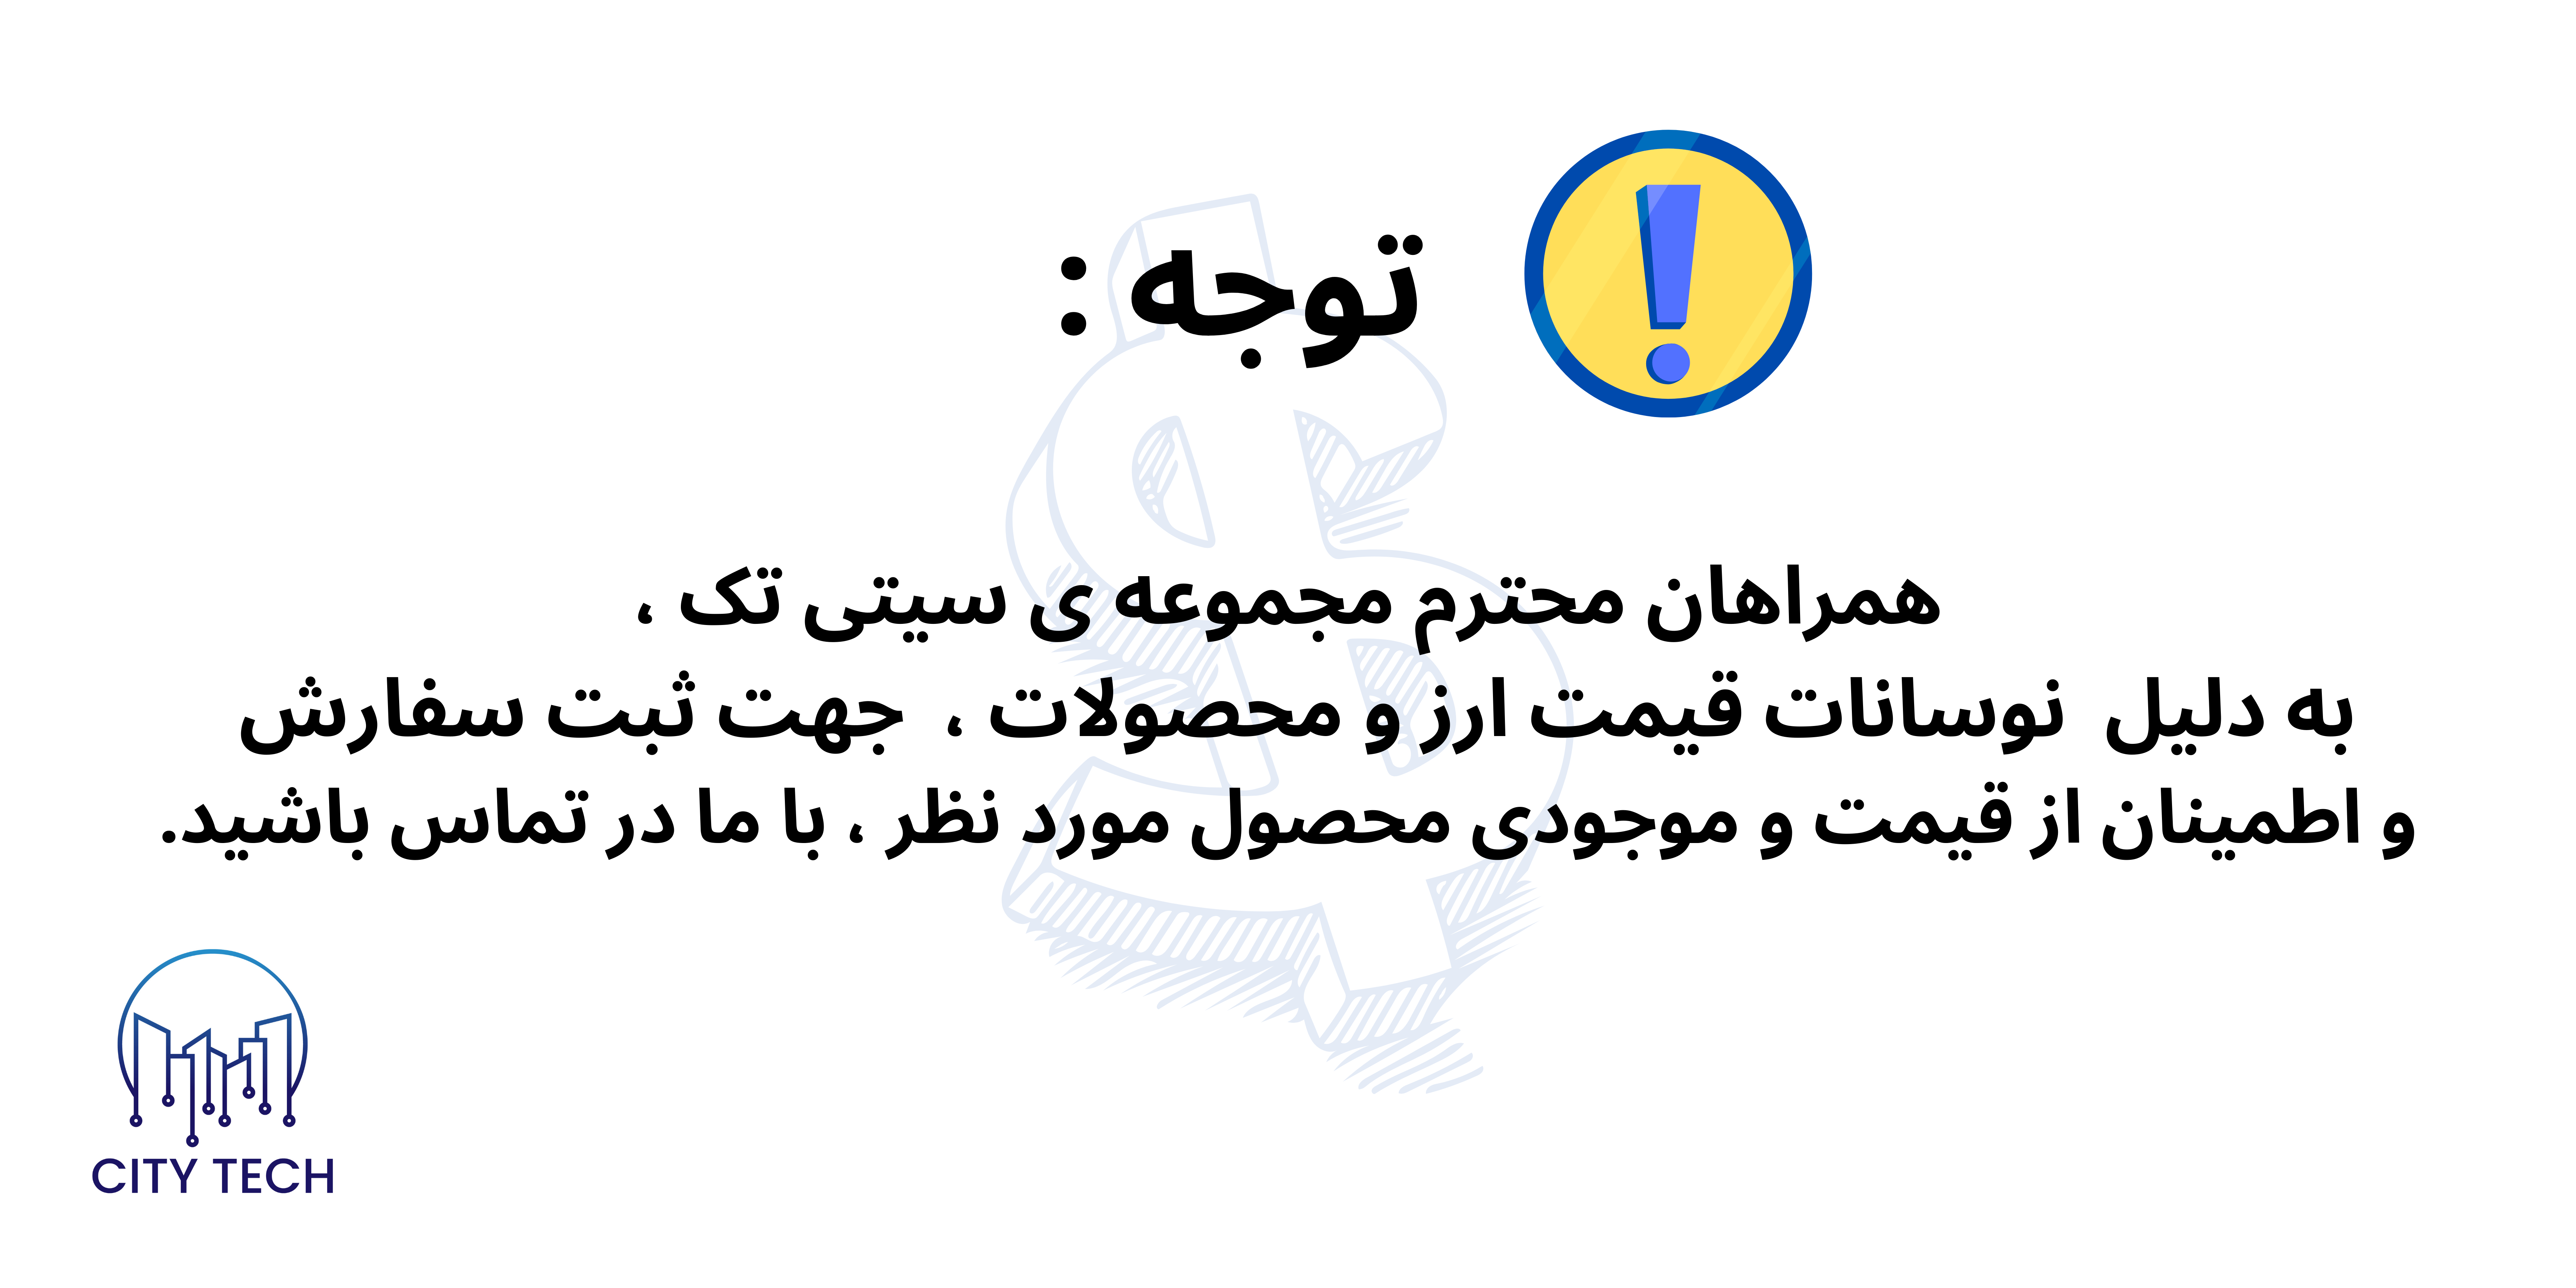 توجه :
همراهان محترم مجموعه ی سیتی تک ،
به دلیل نوسانات قیمت ارز و محصولات ، جهت ثبت سفارش
و اطمینان از قیمت و موجودی محصول مورد نظر ، با ما در تماس باشید.
CITY TECH